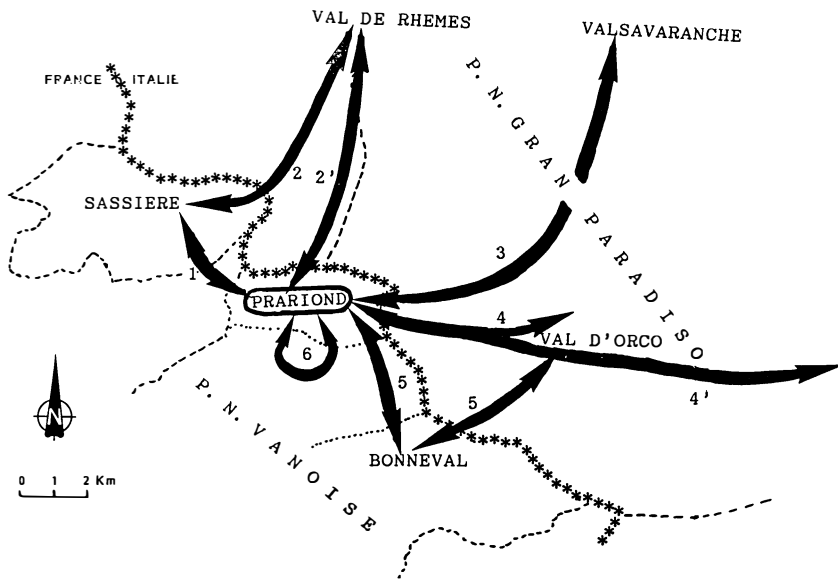 VAL DE RHEMES
VALSAVARANCHE
FRANCE ITALIE
P. N. GRAN PARADISO
2
2'
SASSIERE
3
1
PRARIOND
4
VAL D'ORCO
6
5
5
4'
P. N. VANOISE
BONNEVAL
N
0 1 2 Km